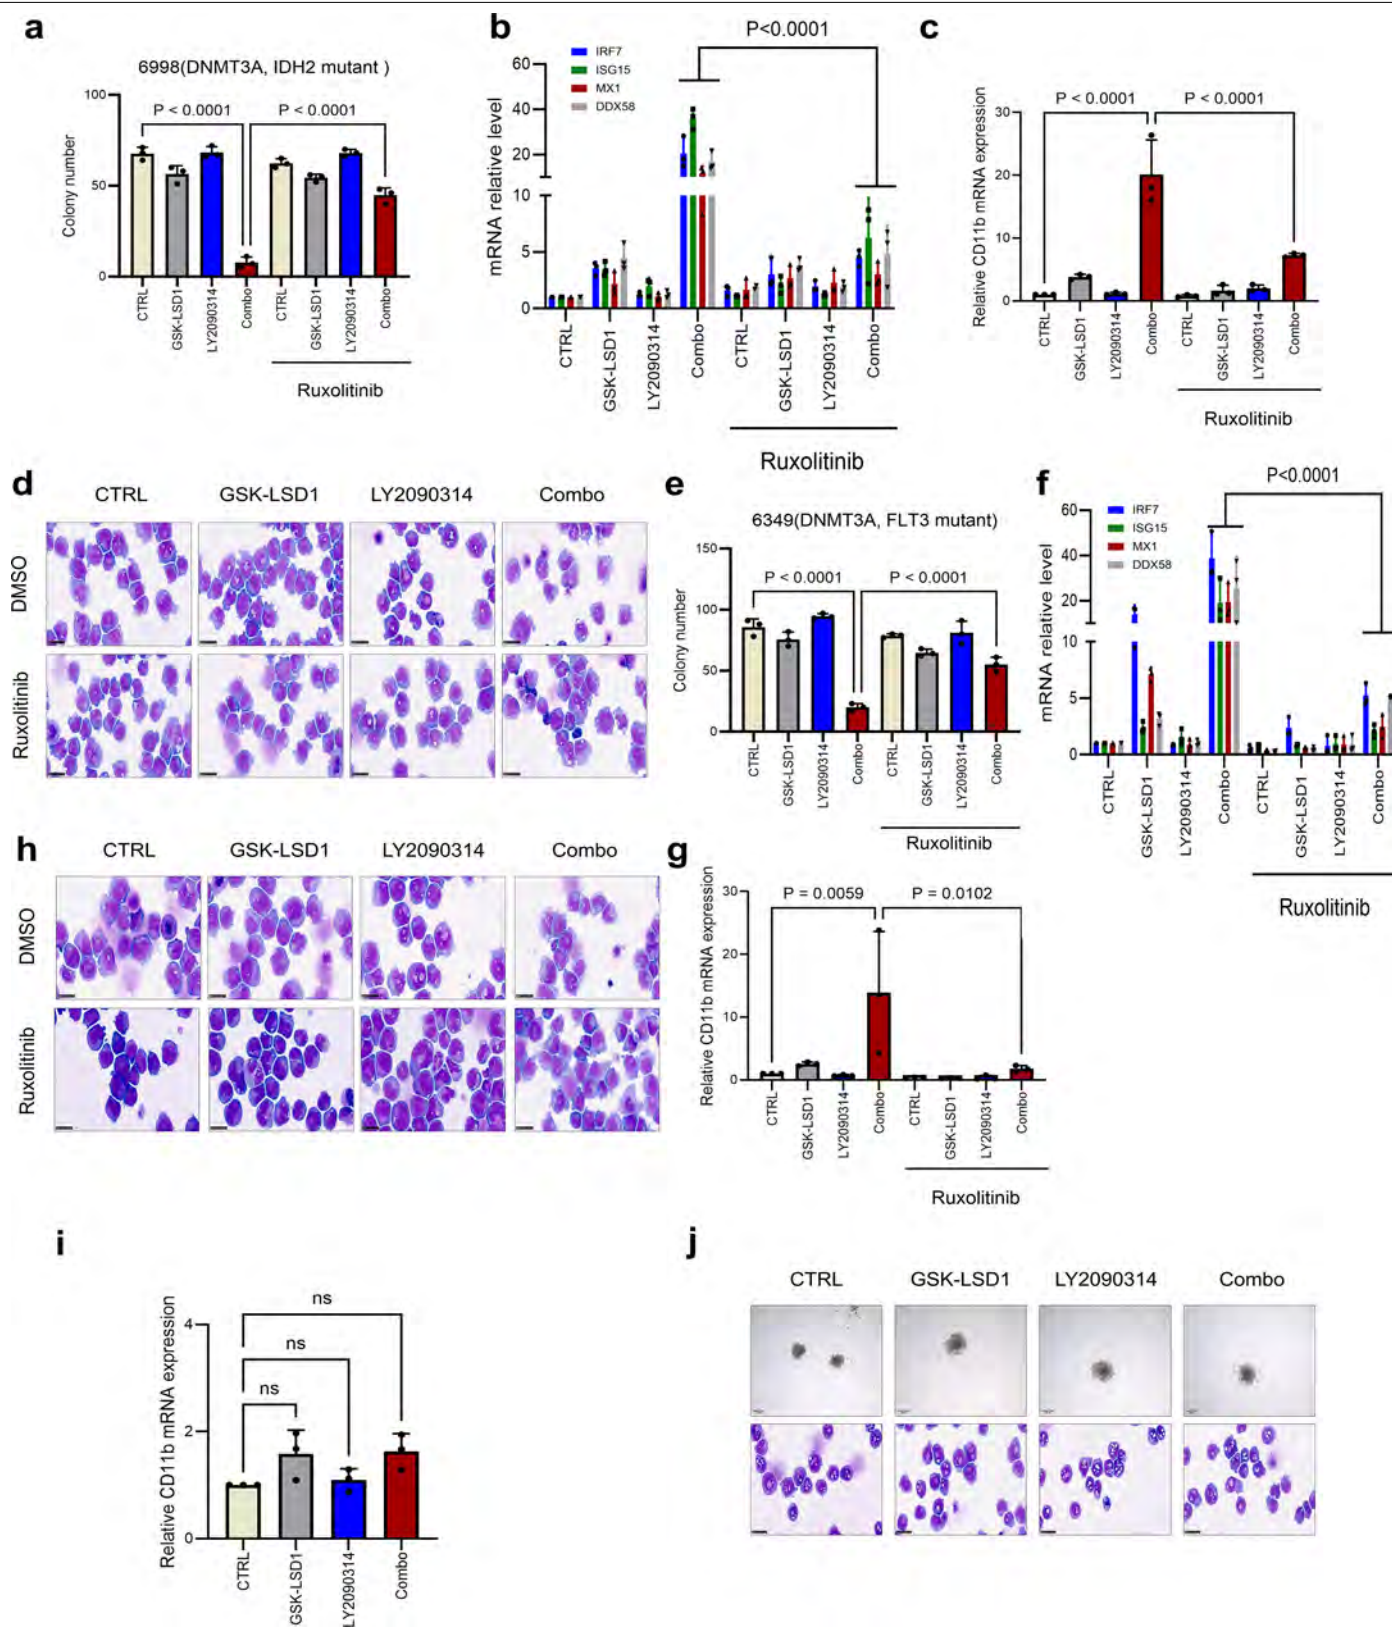 a
6998(DNMT3A, IDH2 mutant )
P < 0.0001
P < 0.0001
Colony number
100
50
0
CTRL
GSK-LSD1
LY2090314
Combo
CTRL
GSK-LSD1
LY2090314
Combo
Ruxolitinib
b
P<0.0001
IRF7
ISG15
MX1
DDX58
mRNA relative level
60
40
20
10
5
0
CTRL
GSK-LSD1
LY2090314
Combo
CTRL
GSK-LSD1
LY2090314
Combo
Ruxolitinib
c
P < 0.0001
P < 0.0001
Relative CD11b mRNA expression
30
20
10
0
CTRL
GSK-LSD1
LY2090314
Combo
CTRL
GSK-LSD1
LY2090314
Combo
Ruxolitinib
d
CTRL
GSK-LSD1
LY2090314
Combo
DMSO
Ruxolitinib
e
6349(DNMT3A, FLT3 mutant)
P < 0.0001
P < 0.0001
Colony number
150
100
50
0
CTRL
GSK-LSD1
LY2090314
Combo
CTRL
GSK-LSD1
LY2090314
Combo
Ruxolitinib
f
P<0.0001
IRF7
ISG15
MX1
DDX58
mRNA relative level
60
40
20
10
5
0
CTRL
GSK-LSD1
LY2090314
Combo
CTRL
GSK-LSD1
LY2090314
Combo
Ruxolitinib
h
CTRL
GSK-LSD1
LY2090314
Combo
DMSO
Ruxolitinib
g
P = 0.0059
P = 0.0102
Relative CD11b mRNA expression
30
20
10
0
CTRL
GSK-LSD1
LY2090314
Combo
CTRL
GSK-LSD1
LY2090314
Combo
Ruxolitinib
i
ns
ns
ns
Relative CD11b mRNA expression
4
2
0
CTRL
GSK-LSD1
LY2090314
Combo
j
CTRL
GSK-LSD1
LY2090314
Combo